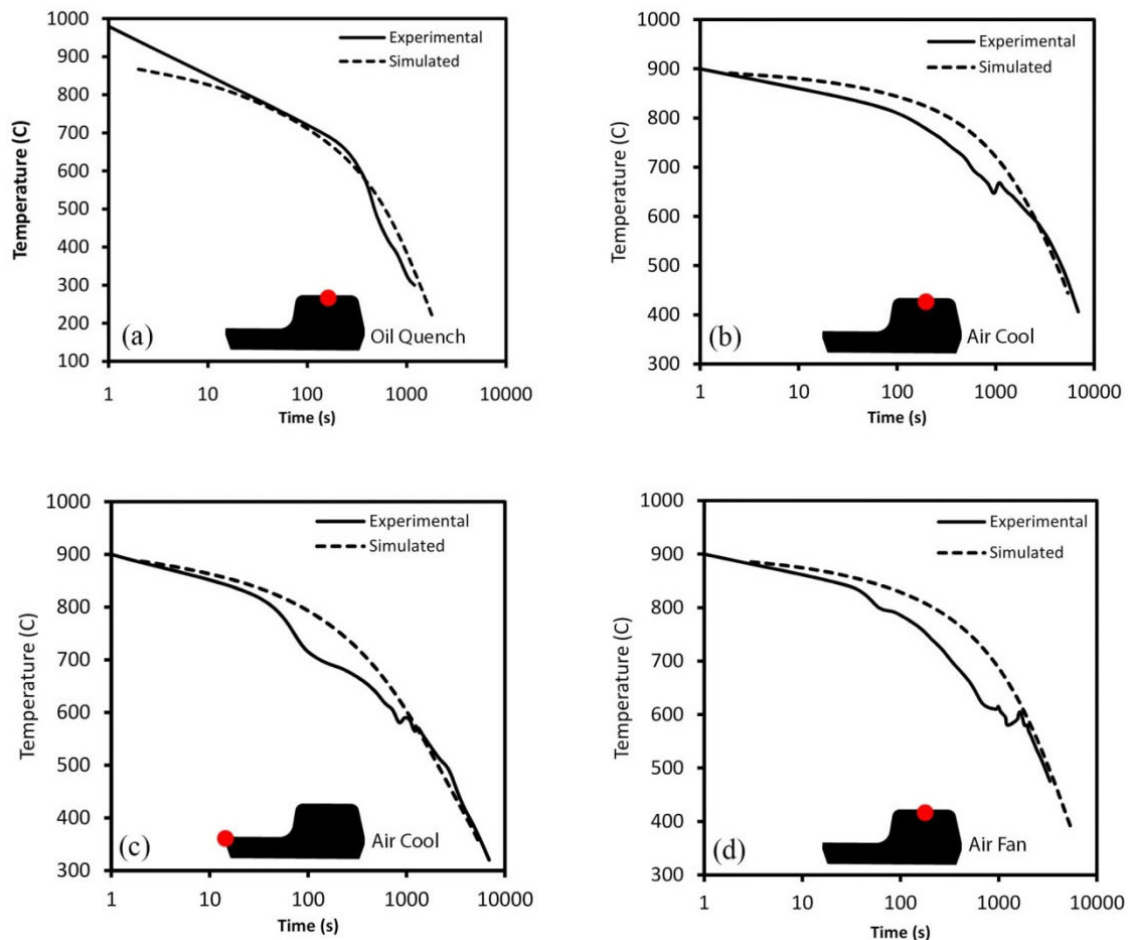 1000
900
800
700
600
500
400
300
200
100
Temperature (C)
Experimental
Simulated
(a)
Oil Quench
1 10 100 1000 10000
Time (s)
1000
900
800
700
600
500
400
300
Temperature (C)
Experimental
Simulated
(b)
Air Cool
1 10 100 1000 10000
Time (s)
1000
900
800
700
600
500
400
300
Temperature (C)
Experimental
Simulated
(c)
Air Cool
1 10 100 1000 10000
Time (s)
1000
900
800
700
600
500
400
300
Temperature (C)
Experimental
Simulated
(d)
Air Fan
1 10 100 1000 10000
Time (s)